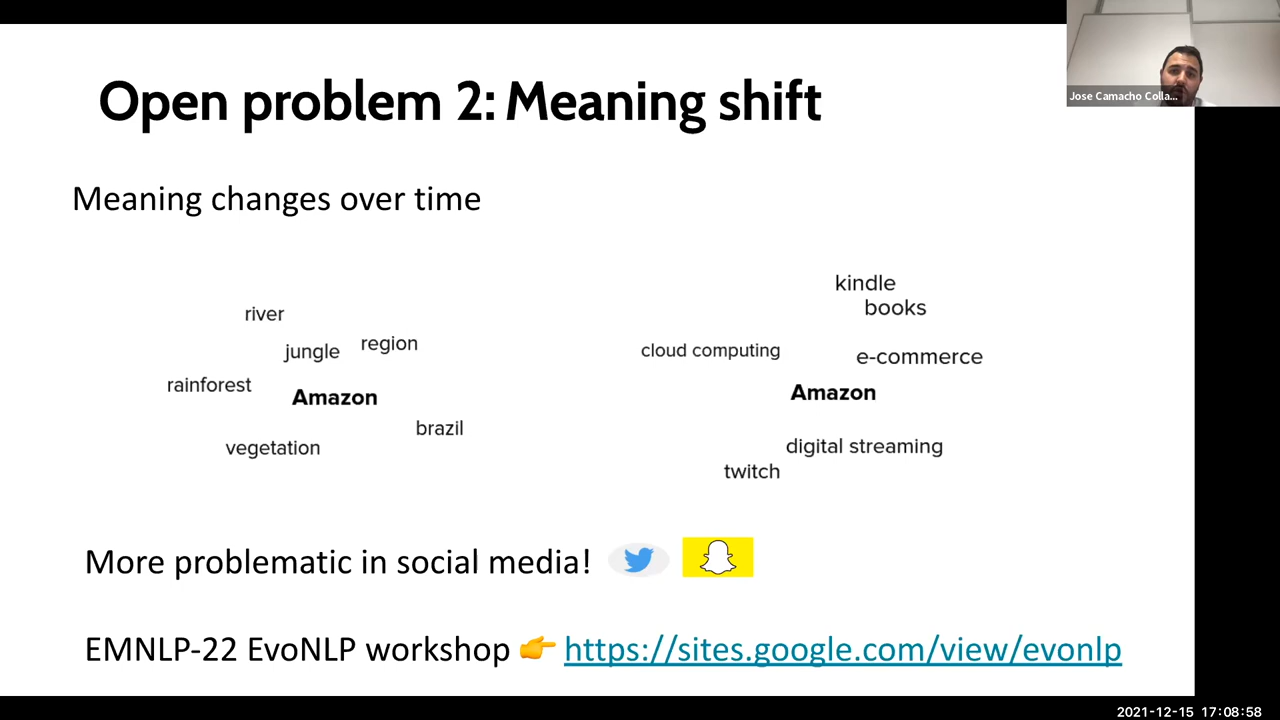 Open problem 2: Meaning shift
Jose Camacho Colla...
Meaning changes over time
river
jungle
region
rainforest
Amazon
brazil
vegetation
kindle
books
cloud computing
e-commerce
Amazon
digital streaming
twitch
More problematic in social media!
EMNLP-22 EvoNLP workshop 👉 https://sites.google.com/view/evonlp
2021-12-15 17:08:58